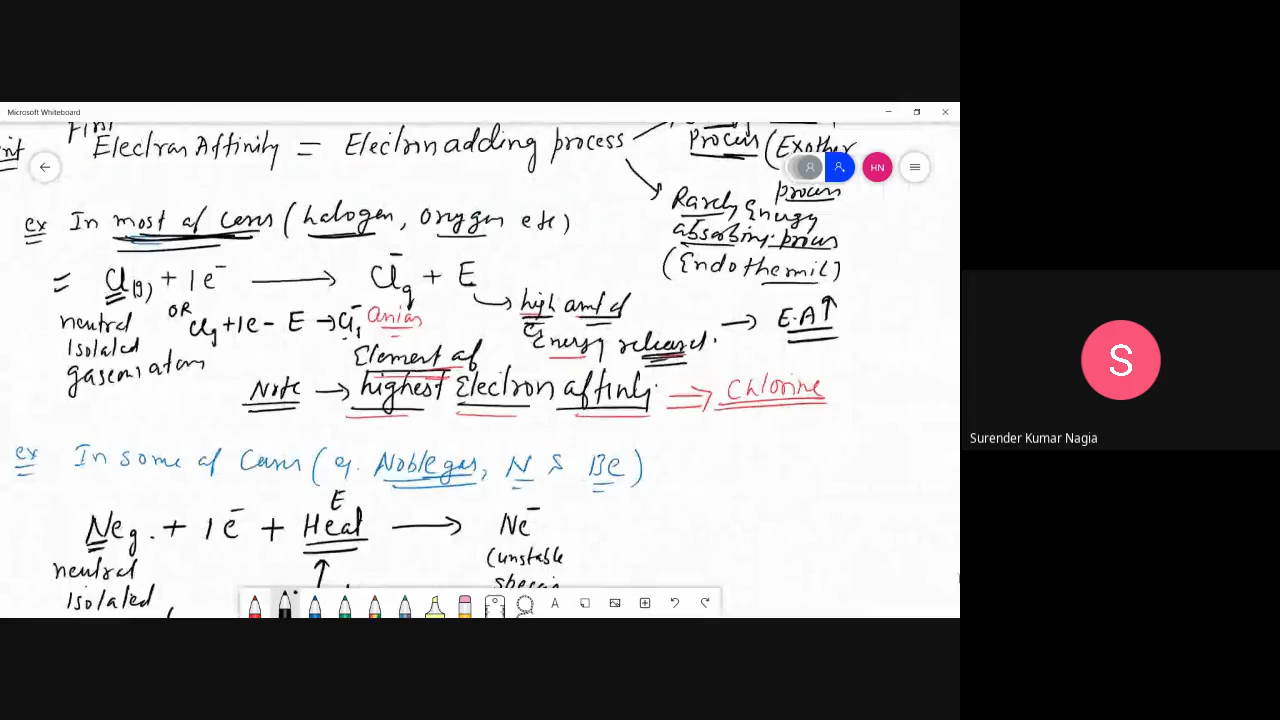 Microsoft Whiteboard
First
Electron Affinity = Electron adding process
Process (Exother
process
HN
Rarely Energy
absorbing process
(Endothermic)
ex In most of cases (halogen, oxygen etc)
= Cl(g) + 1e⁻ → Cl⁻g + E
OR Clg + 1e⁻ - E → Cl⁻g anion
neutral
isolated
gaseous atom
high amt of
Energy released. → E.A ↑
Note → Element of highest Electron affinity ⇒ Chlorine
ex In some of Cases (eg. Noble gas, N & Be)
Neg. + 1e⁻ + Heat → Ne⁻
E
(unstable
neutral
isolated
S
Surender Kumar Nagia